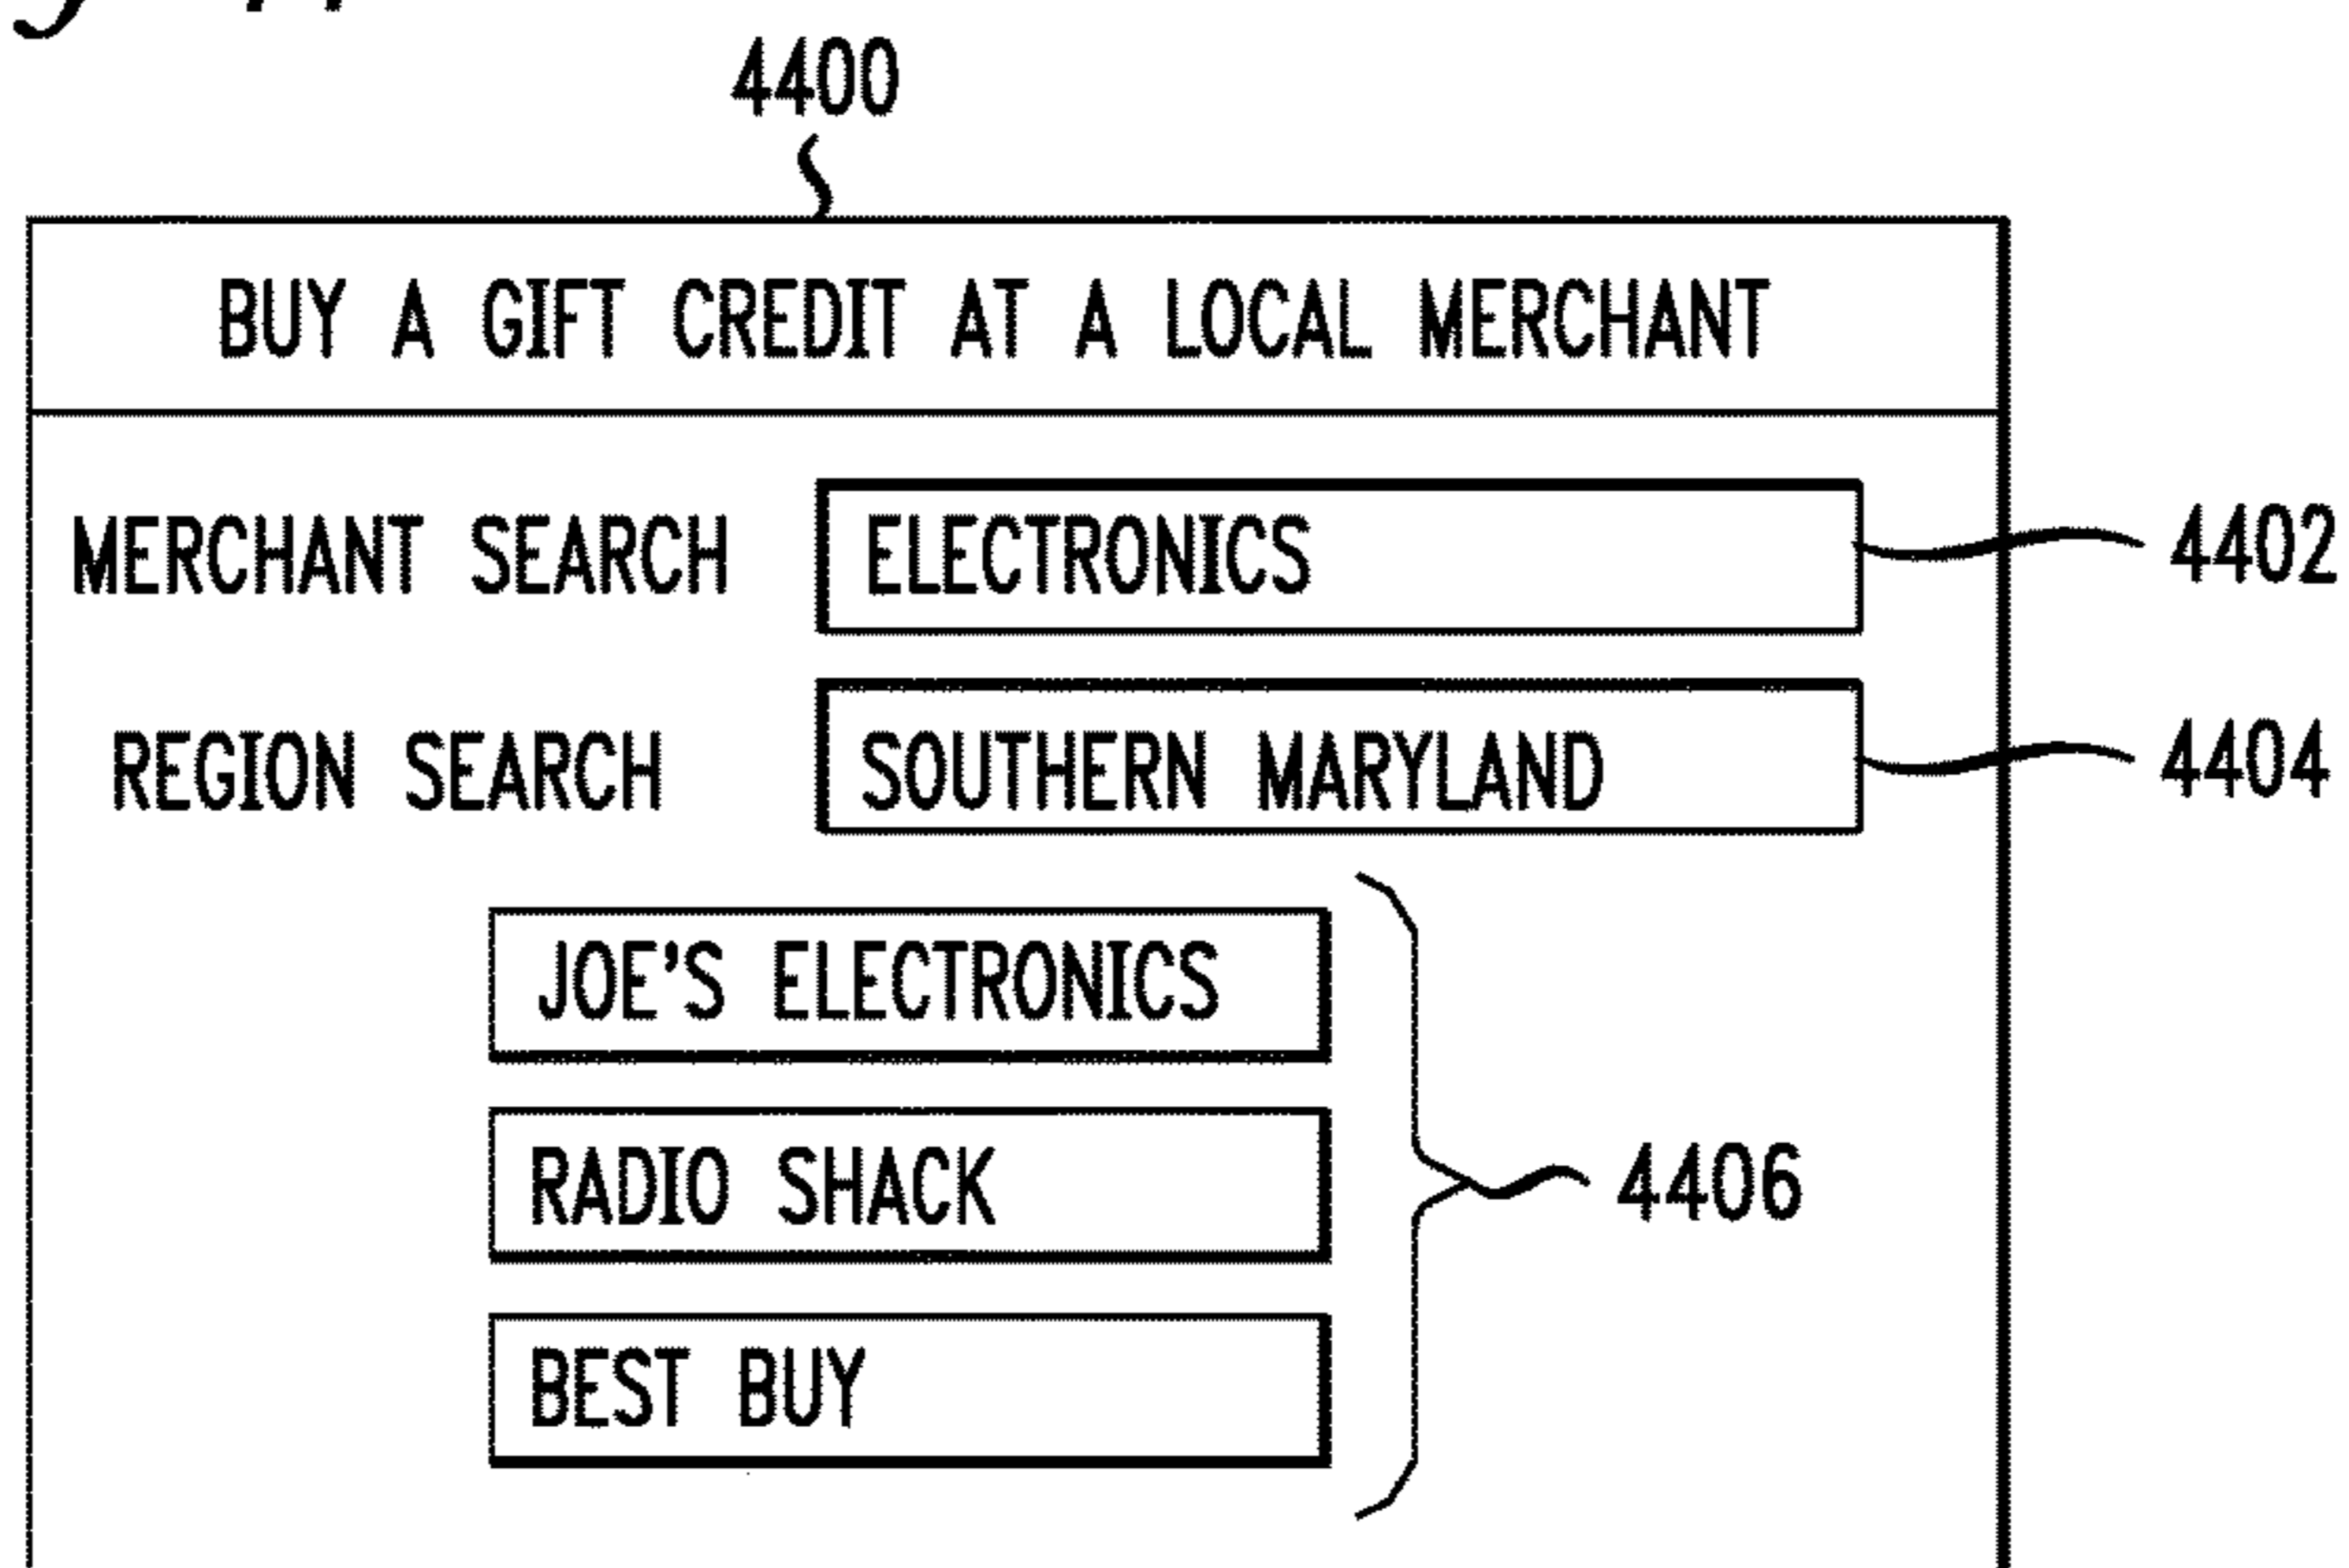 4400
BUY A GIFT CREDIT AT A LOCAL MERCHANT
MERCHANT SEARCH ELECTRONICS 4402
REGION SEARCH SOUTHERN MARYLAND 4404
JOE'S ELECTRONICS
RADIO SHACK 4406
BEST BUY